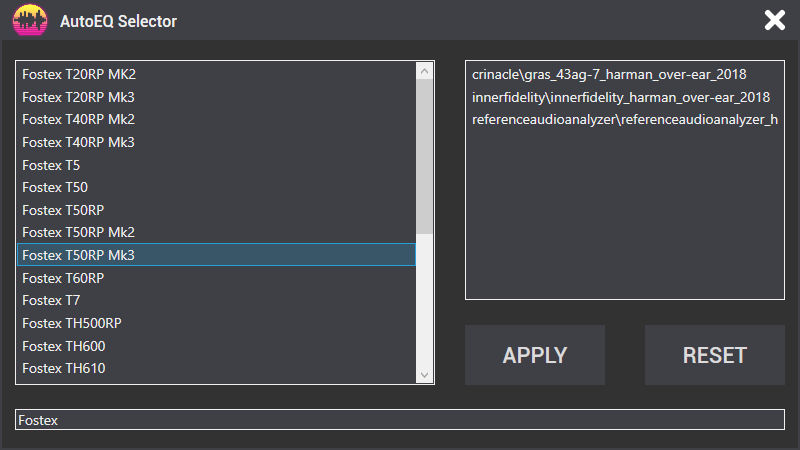 AutoEQ Selector
Fostex T20RP MK2
Fostex T20RP Mk3
Fostex T40RP Mk2
Fostex T40RP Mk3
Fostex T5
Fostex T50
Fostex T50RP
Fostex T50RP Mk2
Fostex T50RP Mk3
Fostex T60RP
Fostex T7
Fostex TH500RP
Fostex TH600
Fostex TH610
crinacle\gras_43ag-7_harman_over-ear_2018
innerfidelity\innerfidelity_harman_over-ear_2018
referenceaudioanalyzer\referenceaudioanalyzer_h
APPLY
RESET
Fostex